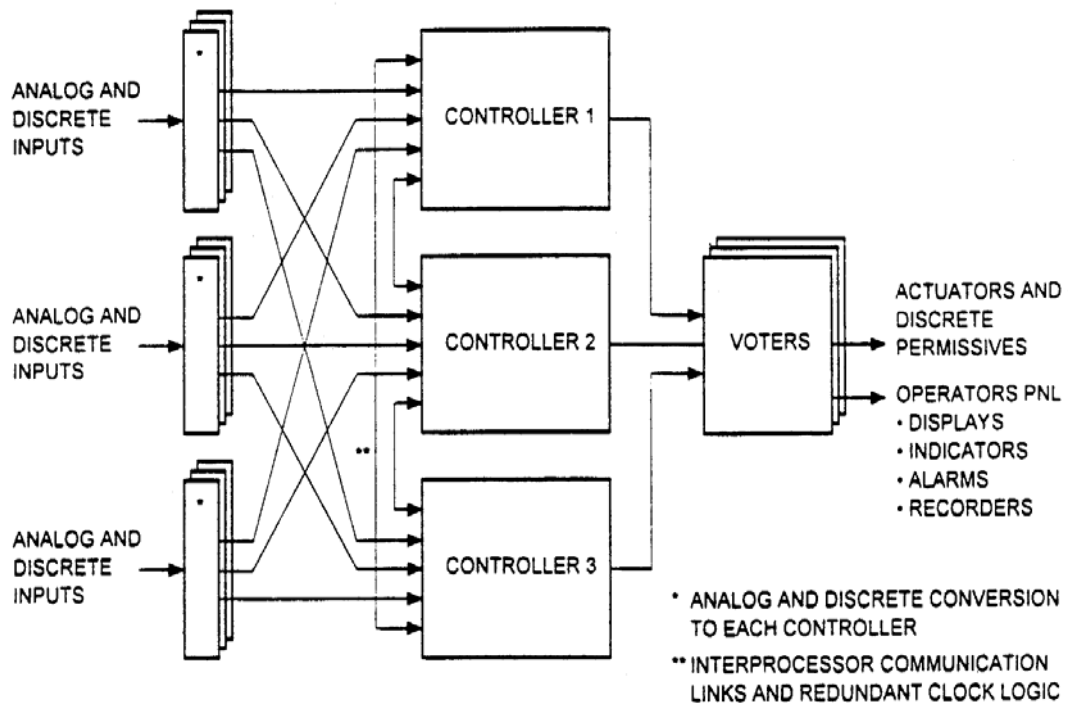 *
ANALOG AND
DISCRETE
INPUTS
CONTROLLER 1
*
ANALOG AND
DISCRETE
INPUTS
CONTROLLER 2
VOTERS
ACTUATORS AND
DISCRETE
PERMISSIVES
OPERATORS PNL
• DISPLAYS
• INDICATORS
• ALARMS
• RECORDERS
**
*
ANALOG AND
DISCRETE
INPUTS
CONTROLLER 3
* ANALOG AND DISCRETE CONVERSION
TO EACH CONTROLLER
** INTERPROCESSOR COMMUNICATION
LINKS AND REDUNDANT CLOCK LOGIC